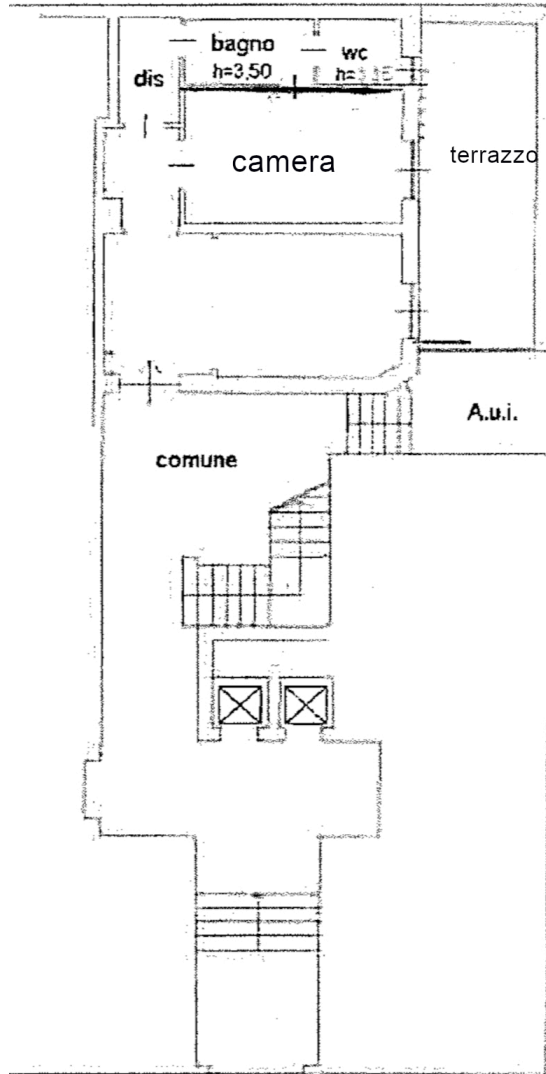 bagno
h=3,50
wc
h=
dis
camera
terrazzo
A.u.i.
comune